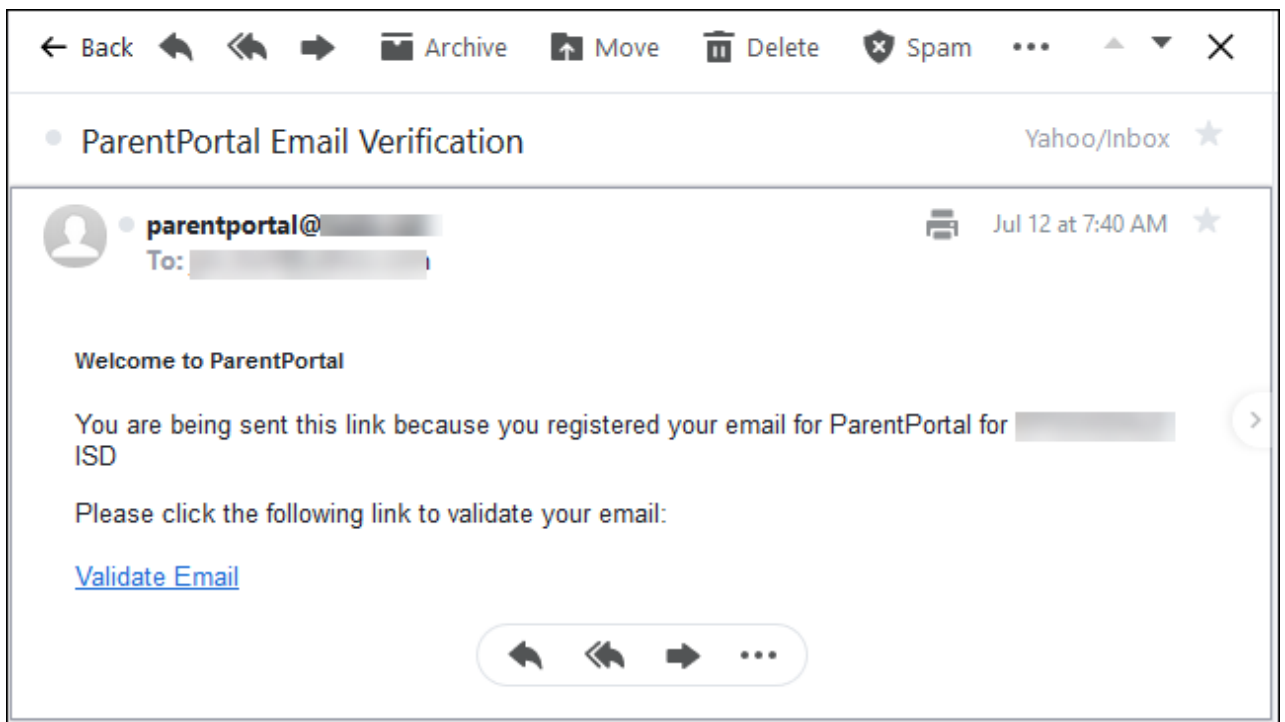 Back Archive Move Delete Spam
ParentPortal Email Verification Yahoo/Inbox
parentportal@ Jul 12 at 7:40 AM
To:
Welcome to ParentPortal
You are being sent this link because you registered your email for ParentPortal for
ISD
Please click the following link to validate your email:
Validate Email